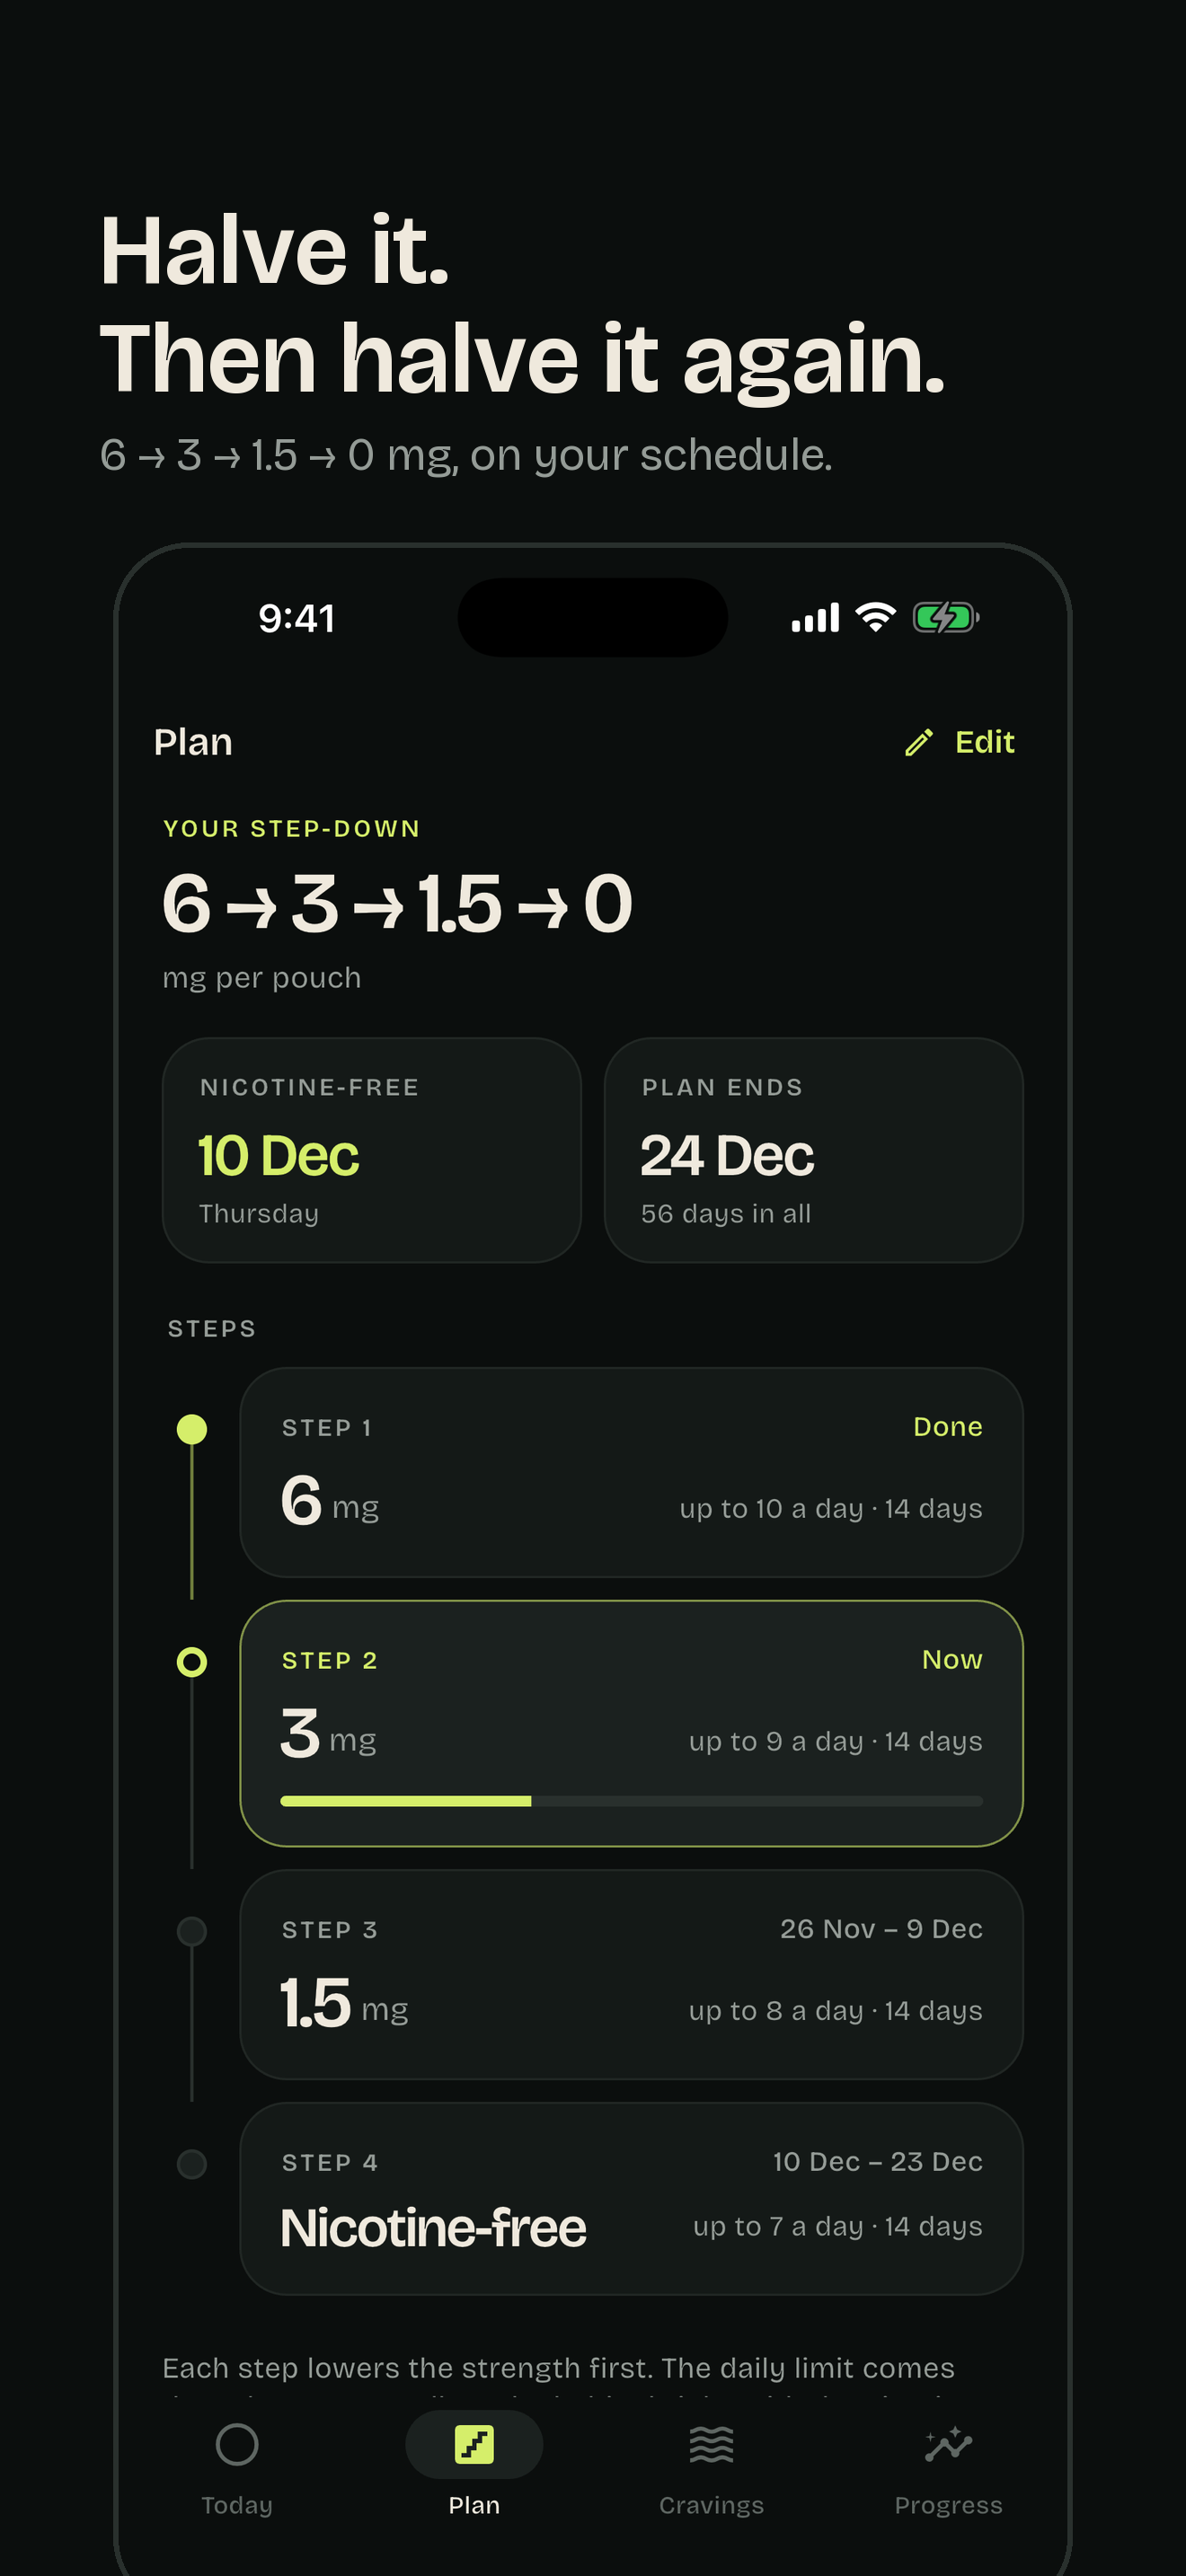 Halve it.
Then halve it again.
6 → 3 → 1.5 → 0 mg, on your schedule.
9:41
Plan
Edit
YOUR STEP-DOWN
6 → 3 → 1.5 → 0
mg per pouch
NICOTINE-FREE
10 Dec
Thursday
PLAN ENDS
24 Dec
56 days in all
STEPS
STEP 1
Done
6 mg
up to 10 a day · 14 days
STEP 2
Now
3 mg
up to 9 a day · 14 days
STEP 3
26 Nov – 9 Dec
1.5 mg
up to 8 a day · 14 days
STEP 4
10 Dec – 23 Dec
Nicotine-free
up to 7 a day · 14 days
Each step lowers the strength first. The daily limit comes
Today
Plan
Cravings
Progress